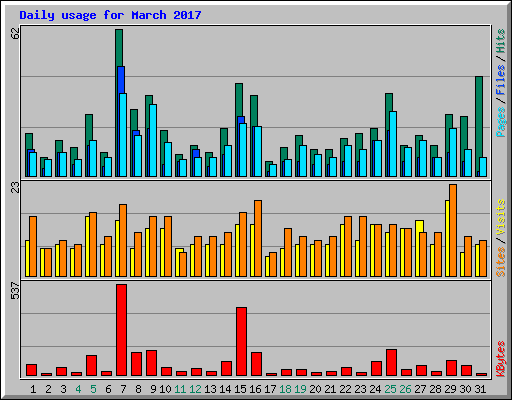 Daily usage for March 2017
62
Pages / Files / Hits
23
Sites / Visits
537
KBytes
1 2 3 4 5 6 7 8 9 10 11 12 13 14 15 16 17 18 19 20 21 22 23 24 25 26 27 28 29 30 31